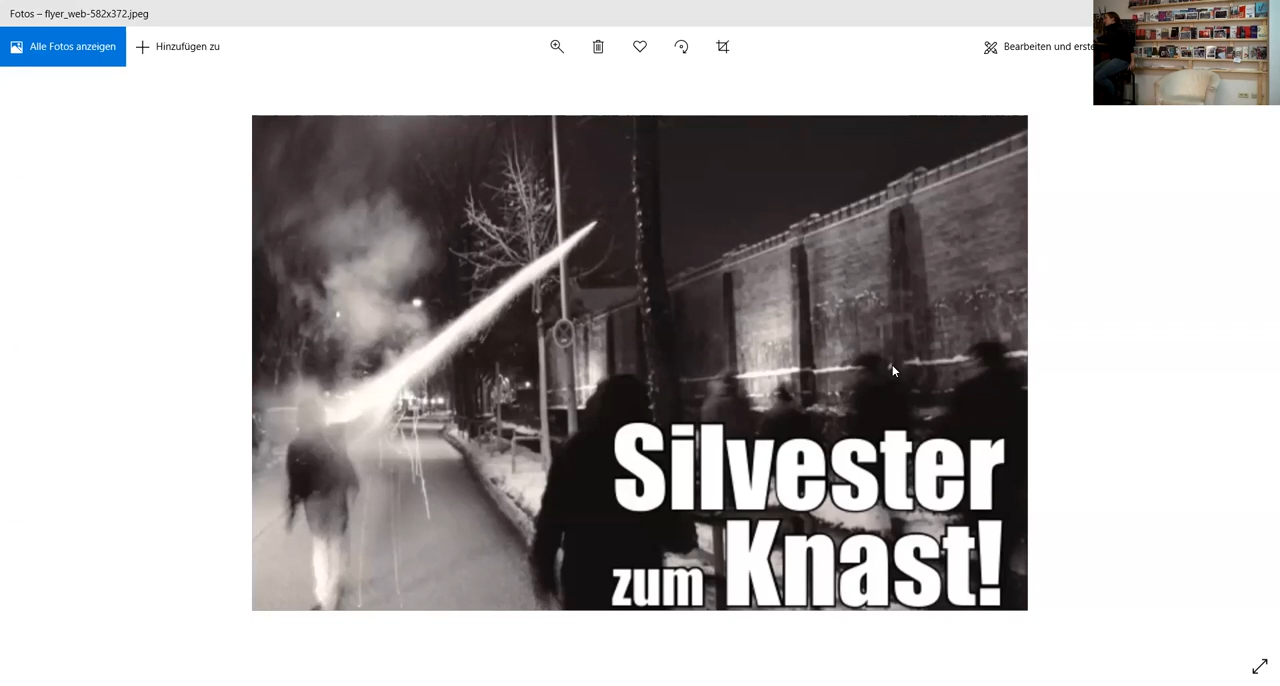 Fotos – flyer_web-582x372.jpeg
Alle Fotos anzeigen
Hinzufügen zu
Bearbeiten und erste
Silvester
zum Knast!